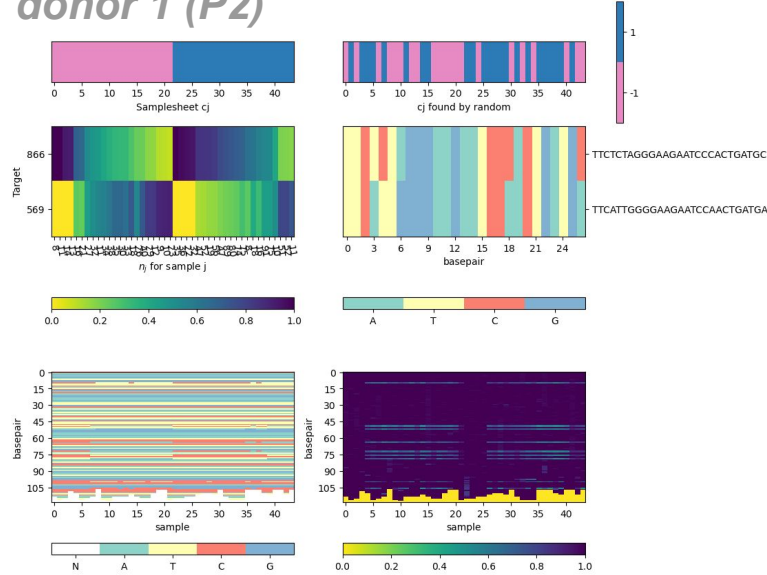 donor 1 (P2)
1
-1
0 5 10 15 20 25 30 35 40
Samplesheet cj
0 5 10 15 20 25 30 35 40
cj found by random
Target
866
569
TTCTCTAGGGAAGAATCCCACTGATGC
TTCATTGGGGAAGAATCCAACTGATGA
n_j for sample j
0 3 6 9 12 15 18 21 24
basepair
0.0 0.2 0.4 0.6 0.8 1.0
A T C G
basepair
0
15
30
45
60
75
90
105
0 5 10 15 20 25 30 35 40
sample
basepair
0
15
30
45
60
75
90
105
0 5 10 15 20 25 30 35 40
sample
N A T C G
0.0 0.2 0.4 0.6 0.8 1.0